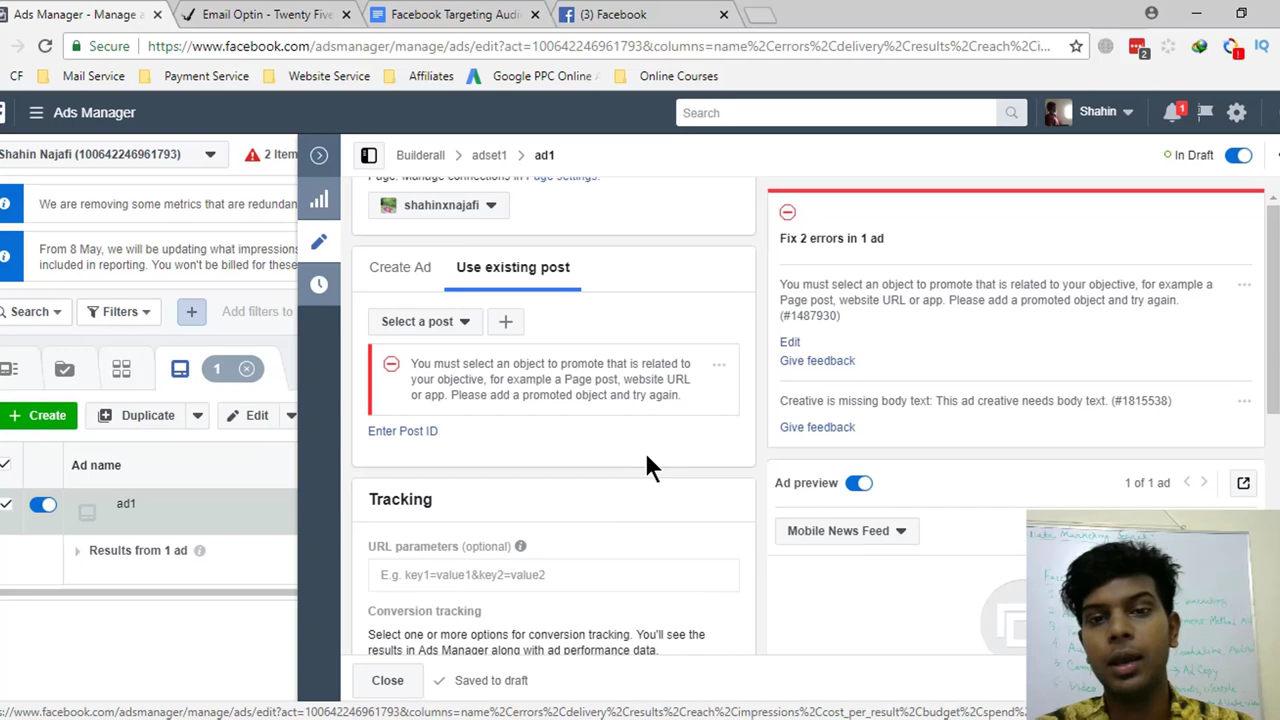 Ads Manager - Manage a
Email Optin - Twenty Five
Facebook Targeting Audi
(3) Facebook
Secure
https://www.facebook.com/adsmanager/manage/ads/edit?act=100642246961793&columns=name%2Cerrors%2Cdelivery%2Cresults%2Creach%2Ci...
IQ
2
CF
Mail Service
Payment Service
Website Service
Affiliates
Google PPC Online
Online Courses
Ads Manager
Search
Shahin
1
Shahin Najafi (100642246961793)
2 Item
Builderall
adset1
ad1
In Draft
We are removing some metrics that are redundan
From 8 May, we will be updating what impressions
included in reporting. You won't be billed for these
Search
Filters
Add filters to
1
Create
Duplicate
Edit
Ad name
ad1
Results from 1 ad
Page. Manage connections in Page settings.
shahinxnajafi
Create Ad
Use existing post
Select a post
You must select an object to promote that is related to
your objective, for example a Page post, website URL
or app. Please add a promoted object and try again.
Enter Post ID
Tracking
URL parameters (optional)
E.g. key1=value1&key2=value2
Conversion tracking
Select one or more options for conversion tracking. You'll see the
results in Ads Manager along with ad performance data.
Close
Saved to draft
Fix 2 errors in 1 ad
You must select an object to promote that is related to your objective, for example a
Page post, website URL or app. Please add a promoted object and try again.
(#1487930)
Edit
Give feedback
Creative is missing body text: This ad creative needs body text. (#1815538)
Give feedback
Ad preview
1 of 1 ad
Mobile News Feed
Ad Copy
ps://www.facebook.com/adsmanager/manage/ads/edit?act=100642246961793&columns=name%2Cerrors%2Cdelivery%2Cresults%2Creach%2Cimpressions%2Ccost_per_result%2Cbudget%2Cspend%